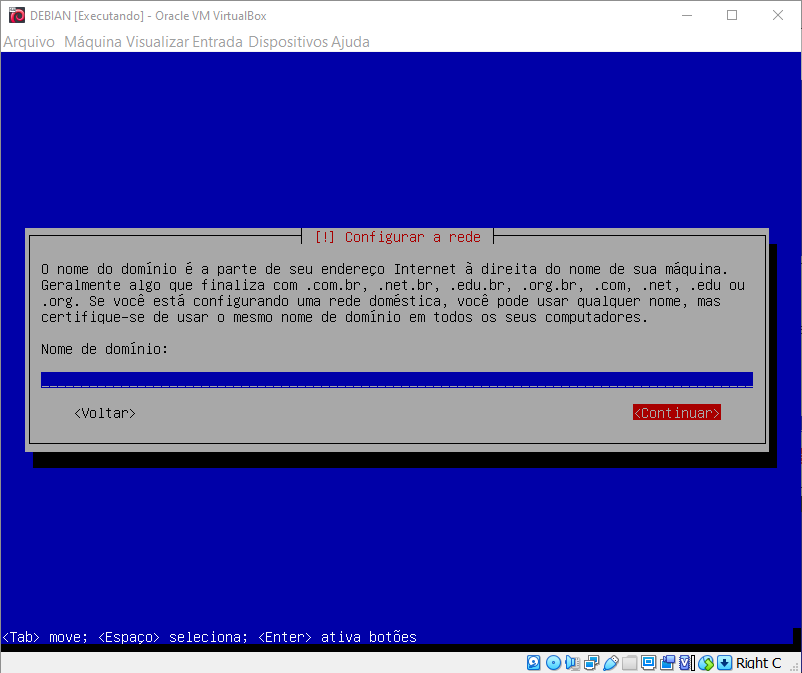 DEBIAN [Executando] - Oracle VM VirtualBox
Arquivo Máquina Visualizar Entrada Dispositivos Ajuda
[!] Configurar a rede
O nome do domínio é a parte de seu endereço Internet à direita do nome de sua máquina.
Geralmente algo que finaliza com .com.br, .net.br, .edu.br, .org.br, .com, .net, .edu ou
.org. Se você está configurando uma rede doméstica, você pode usar qualquer nome, mas
certifique-se de usar o mesmo nome de domínio em todos os seus computadores.
Nome de domínio:
<Voltar> <Continuar>
<Tab> move; <Espaço> seleciona; <Enter> ativa botões
Right C